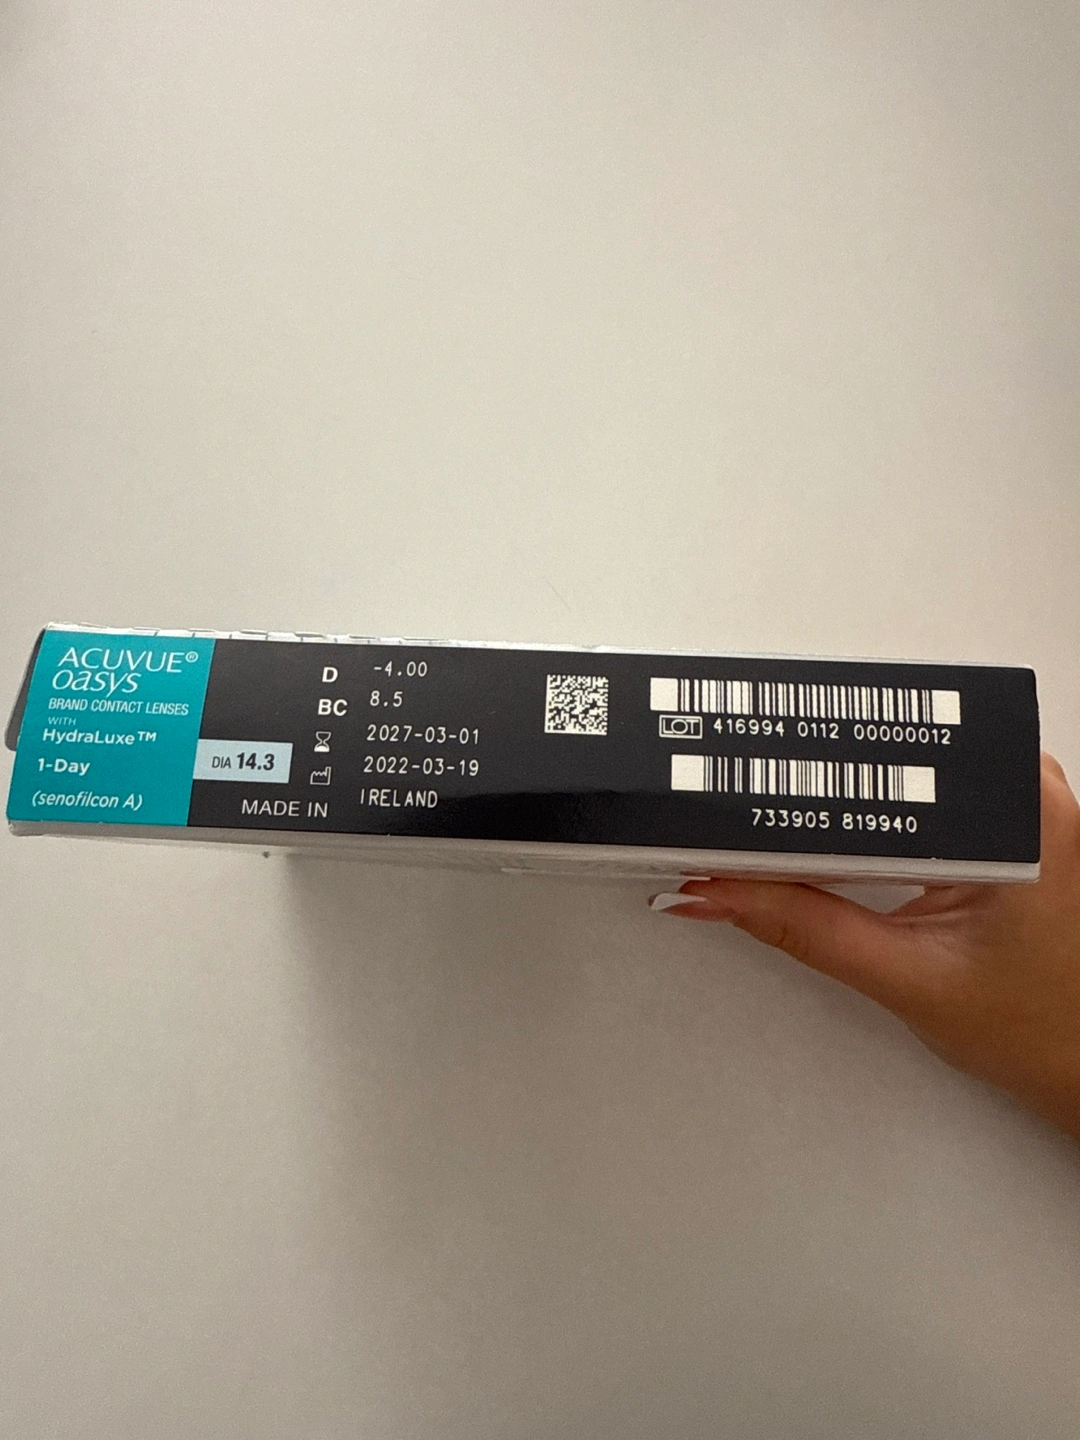 ACUVUE®
oasys
BRAND CONTACT LENSES
WITH
HydraLuxe™
1-Day
(senofilcon A)
DIA 14.3
D -4.00
BC 8.5
2027-03-01
2022-03-19
MADE IN IRELAND
LOT 416994 0112 00000012
733905 819940